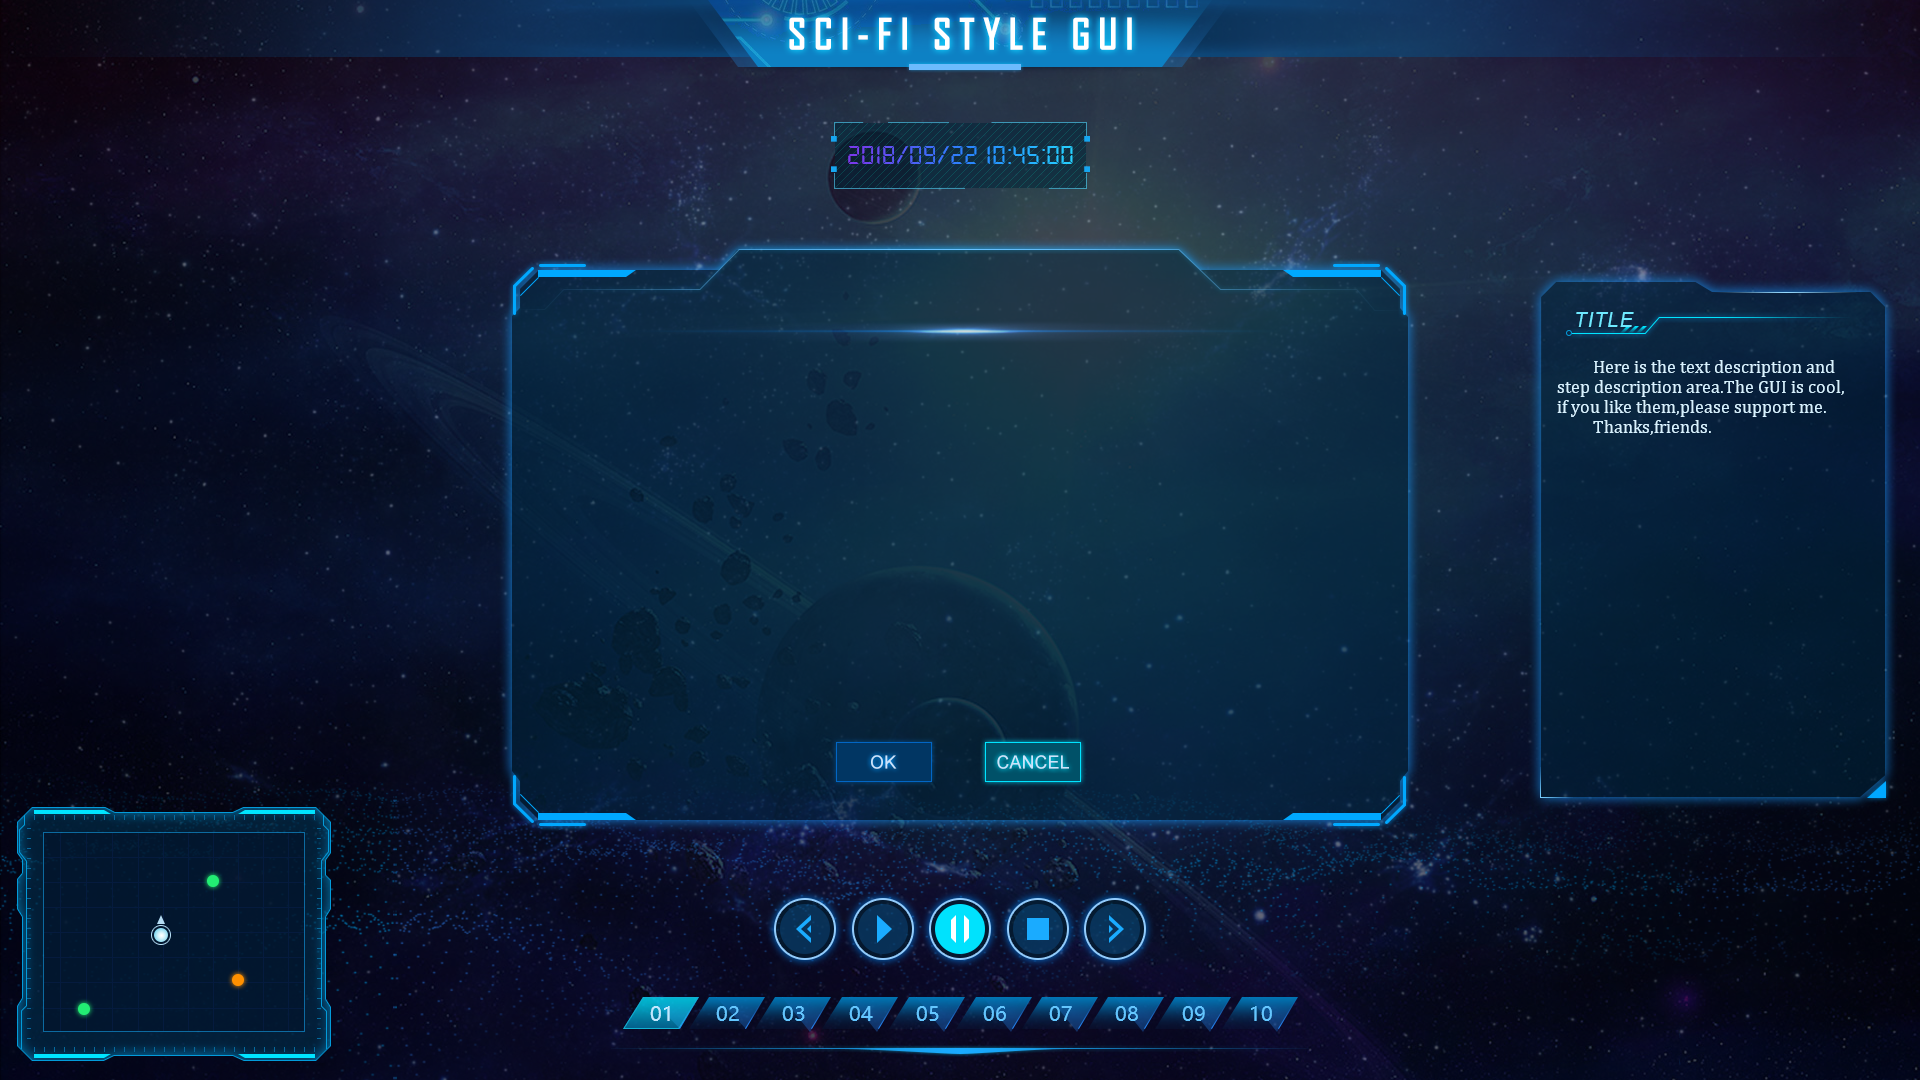 SCI-FI STYLE GUI
2018/09/22 10:45:00
TITLE
Here is the text description and
step description area.The GUI is cool,
if you like them,please support me.
Thanks,friends.
OK
CANCEL
01 02 03 04 05 06 07 08 09 10